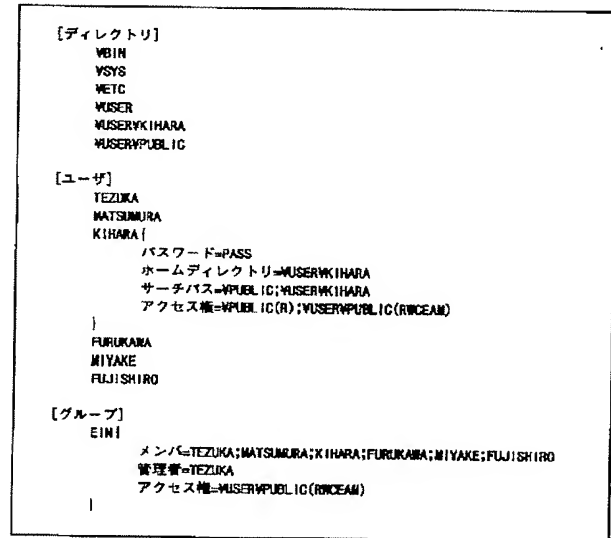 [ディレクトリ]
¥BIN
¥SYS
¥ETC
¥USER
¥USER¥KIHARA
¥USER¥PUBLIC
[ユーザ]
TEZUKA
MATSUMURA
KIHARA{
パスワード=PASS
ホームディレクトリ=¥USER¥KIHARA
サーチパス=¥PUBLIC;¥USER¥KIHARA
アクセス権=¥PUBLIC(R);¥USER¥PUBLIC(RWCEAM)
}
FURUKAWA
MIYAKE
FUJISHIRO
[グループ]
EIN{
メンバ=TEZUKA;MATSUMURA;KIHARA;FURUKAWA;MIYAKE;FUJISHIRO
管理者=TEZUKA
アクセス権=¥USER¥PUBLIC(RWCEAM)
}